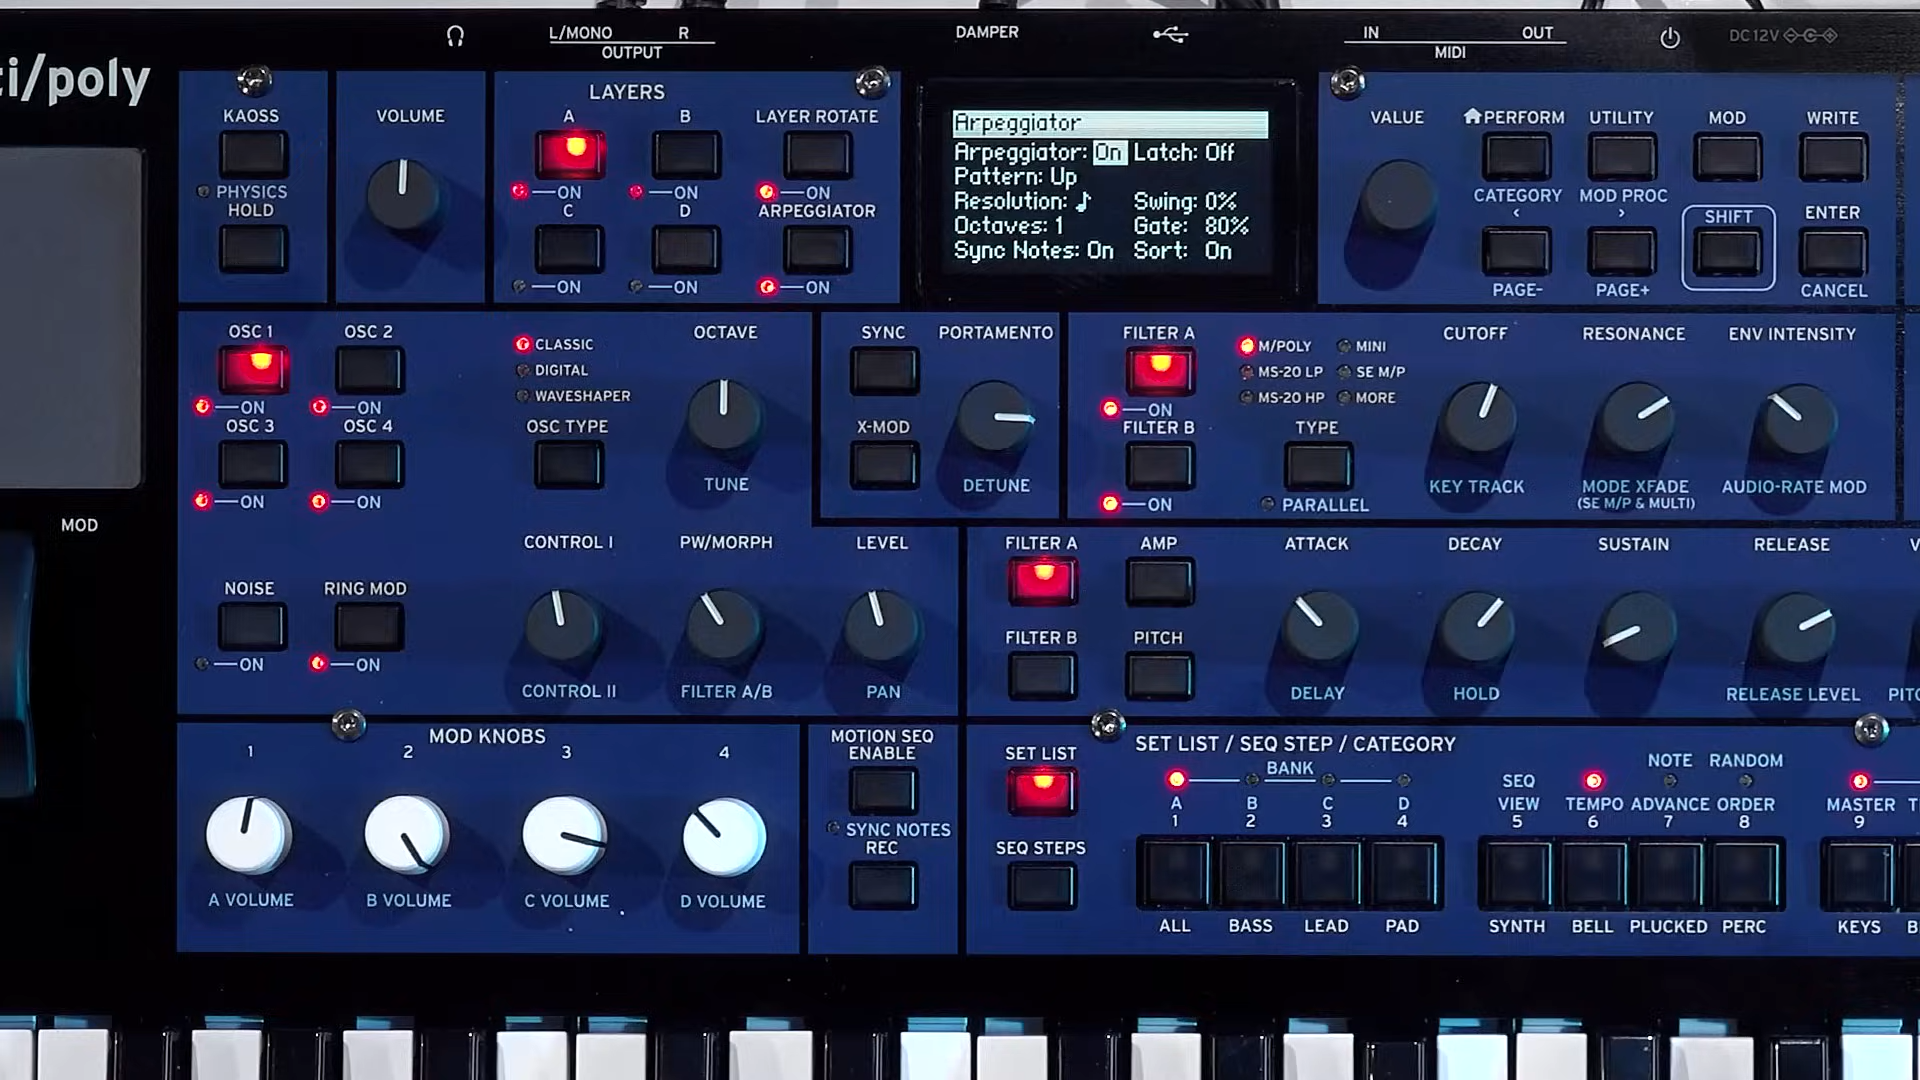 L/MONO R
OUTPUT
DAMPER
IN OUT
MIDI
DC12V
ti/poly
KAOSS
PHYSICS
HOLD
VOLUME
LAYERS
A B LAYER ROTATE
ON ON ON
C D ARPEGGIATOR
ON ON ON
Arpeggiator
Arpeggiator: On Latch: Off
Pattern: Up
Resolution: ♪ Swing: 0%
Octaves: 1 Gate: 80%
Sync Notes: On Sort: On
VALUE
PERFORM UTILITY MOD WRITE
CATEGORY MOD PROC
< > SHIFT ENTER
PAGE- PAGE+ CANCEL
OSC 1 OSC 2
ON ON
OSC 3 OSC 4
ON ON
CLASSIC
DIGITAL
WAVESHAPER
OSC TYPE
OCTAVE
TUNE
SYNC PORTAMENTO
X-MOD
DETUNE
FILTER A
ON
FILTER B
ON
M/POLY MINI
MS-20 LP SE M/P
MS-20 HP MORE
TYPE
PARALLEL
CUTOFF RESONANCE ENV INTENSITY
KEY TRACK MODE XFADE AUDIO-RATE MOD
(SE M/P & MULTI)
MOD
NOISE RING MOD
ON ON
CONTROL I PW/MORPH LEVEL
CONTROL II FILTER A/B PAN
FILTER A AMP
FILTER B PITCH
ATTACK DECAY SUSTAIN RELEASE
DELAY HOLD RELEASE LEVEL
MOD KNOBS
1 2 3 4
A VOLUME B VOLUME C VOLUME D VOLUME
MOTION SEQ
ENABLE
SYNC NOTES
REC
SET LIST
SEQ STEPS
SET LIST / SEQ STEP / CATEGORY
BANK
A B C D
1 2 3 4
SEQ NOTE RANDOM
VIEW TEMPO ADVANCE ORDER MASTER
5 6 7 8 9
ALL BASS LEAD PAD SYNTH BELL PLUCKED PERC KEYS